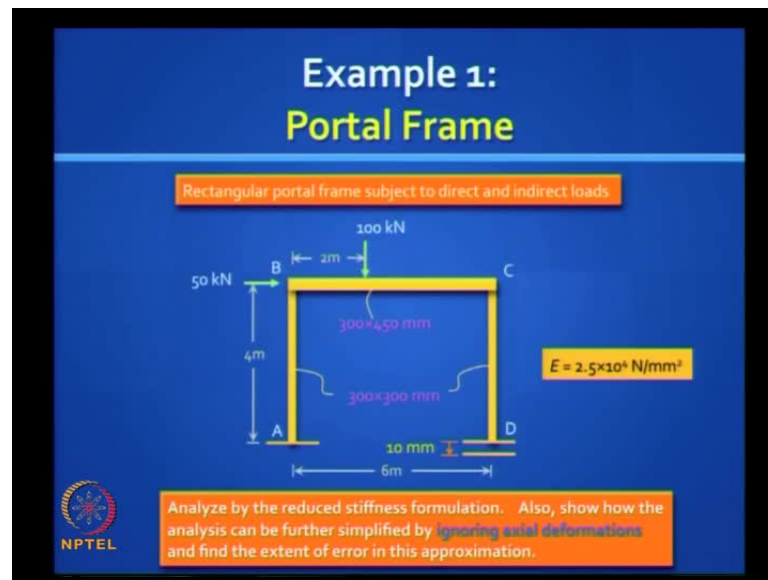 Example 1:
Portal Frame
Rectangular portal frame subject to direct and indirect loads
100 kN
2m
B
C
50 kN
300×450 mm
4m
E = 2.5×10⁴ N/mm²
300×300 mm
A
D
10 mm
6m
Analyze by the reduced stiffness formulation. Also, show how the
analysis can be further simplified by ignoring axial deformations
and find the extent of error in this approximation.
NPTEL